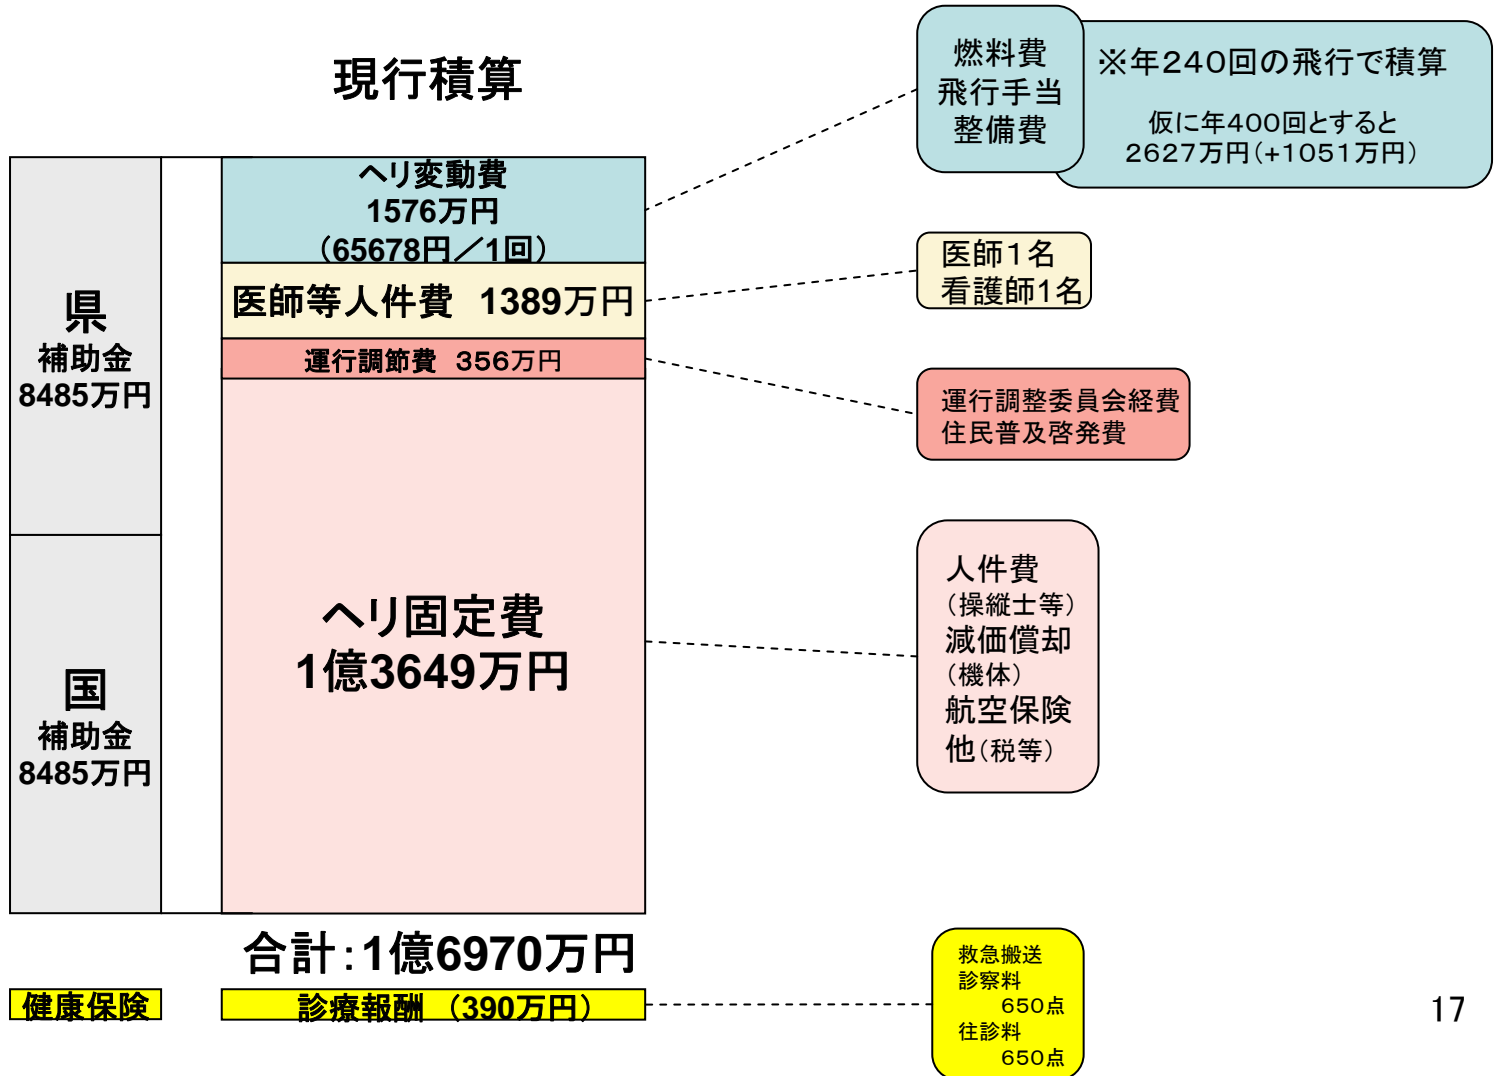 現行積算
県
補助金
8485万円
国
補助金
8485万円
ヘリ変動費
1576万円
（65678円／1回）
医師等人件費 1389万円
運行調節費 356万円
ヘリ固定費
1億3649万円
合計：1億6970万円
健康保険
診療報酬 （390万円）
燃料費
飛行手当
整備費
※年240回の飛行で積算
仮に年400回とすると
2627万円（+1051万円）
医師1名
看護師1名
運行調整委員会経費
住民普及啓発費
人件費
（操縦士等）
減価償却
（機体）
航空保険
他（税等）
救急搬送
診察料
650点
往診料
650点
17